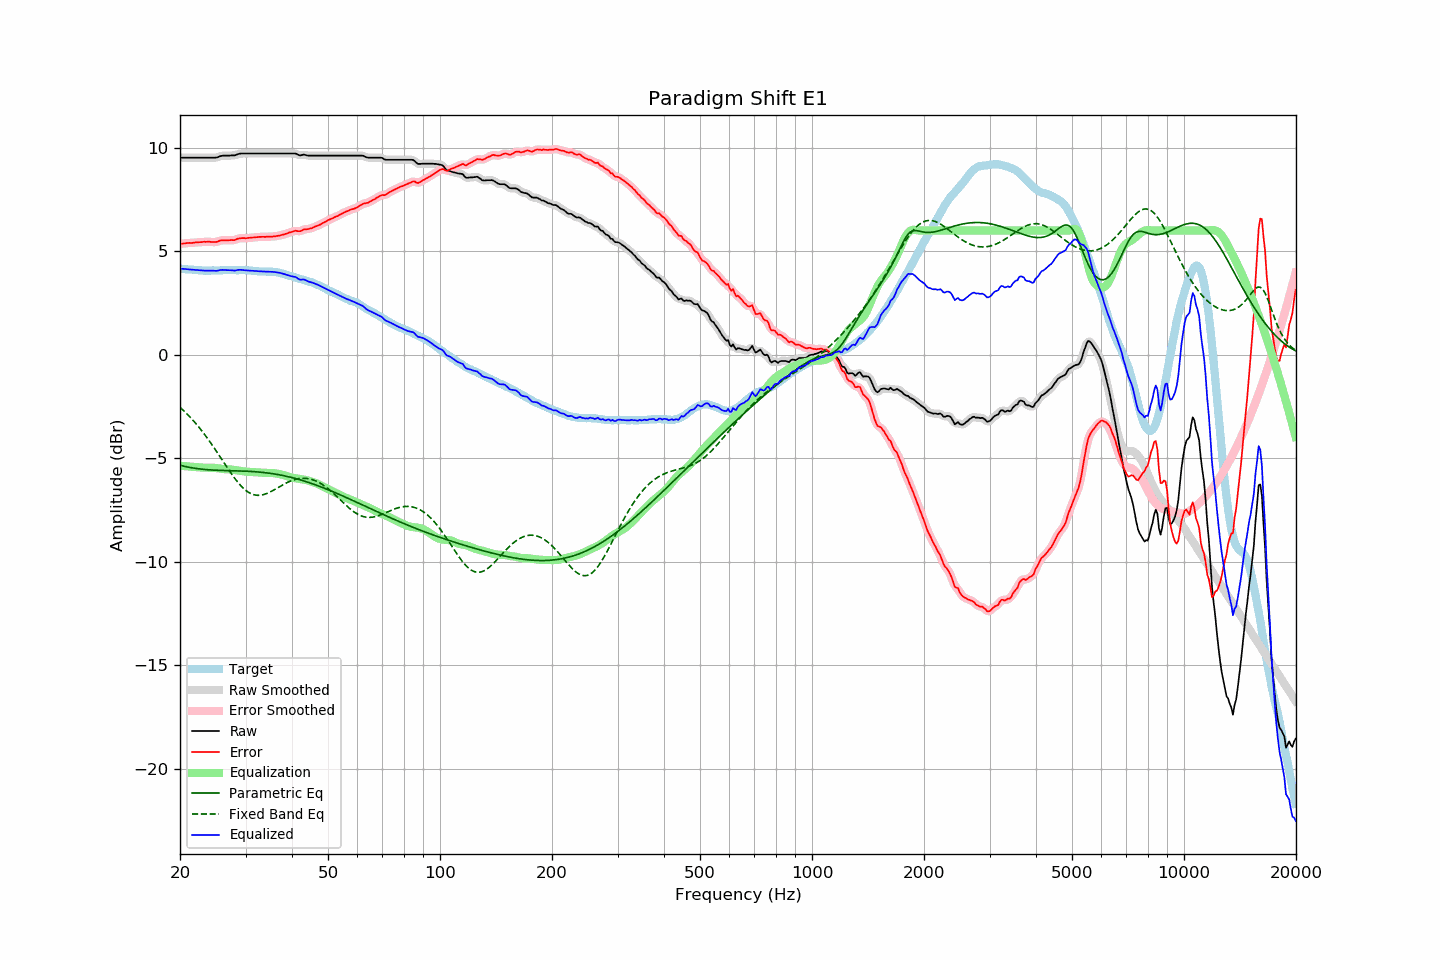 Paradigm Shift E1
Amplitude (dBr)
10
5
0
−5
−10
−15
−20
Target
Raw Smoothed
Error Smoothed
Raw
Error
Equalization
Parametric Eq
Fixed Band Eq
Equalized
20 50 100 200 500 1000 2000 5000 10000 20000
Frequency (Hz)